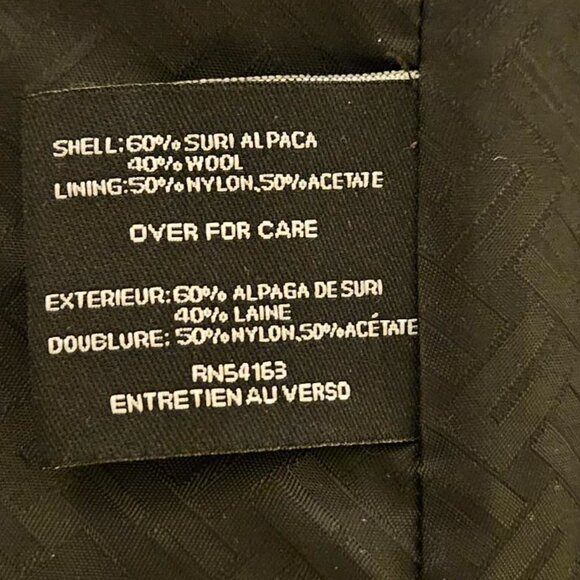 SHELL:60% SURI ALPACA
40% WOOL
LINING:50% NYLON,50% ACETATE
OVER FOR CARE
EXTERIEUR:60% ALPAGA DE SURI
40% LAINE
DOUBLURE: 50% NYLON,50% ACÉTATE
RN54163
ENTRETIEN AU VERSO